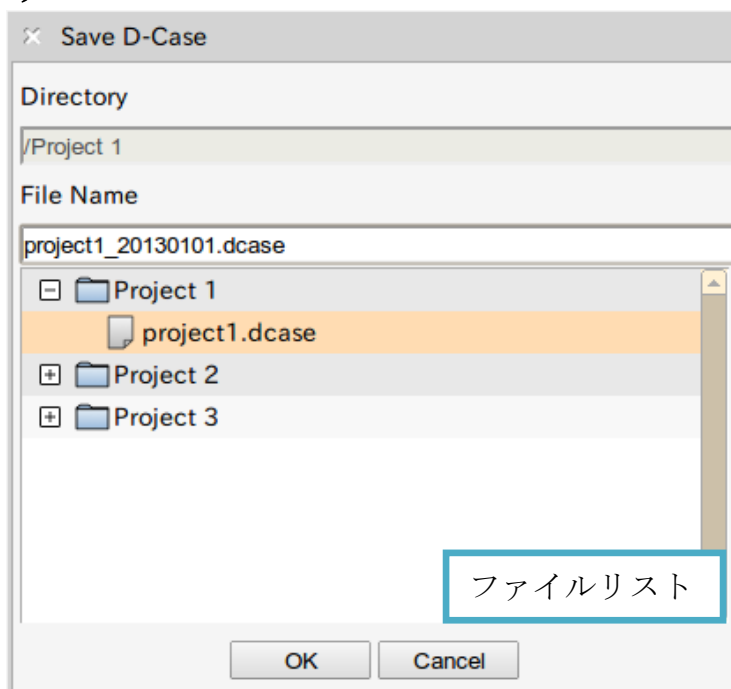 Save D-Case
Directory
/Project 1
File Name
project1_20130101.dcase
Project 1
project1.dcase
Project 2
Project 3
ファイルリスト
OK Cancel